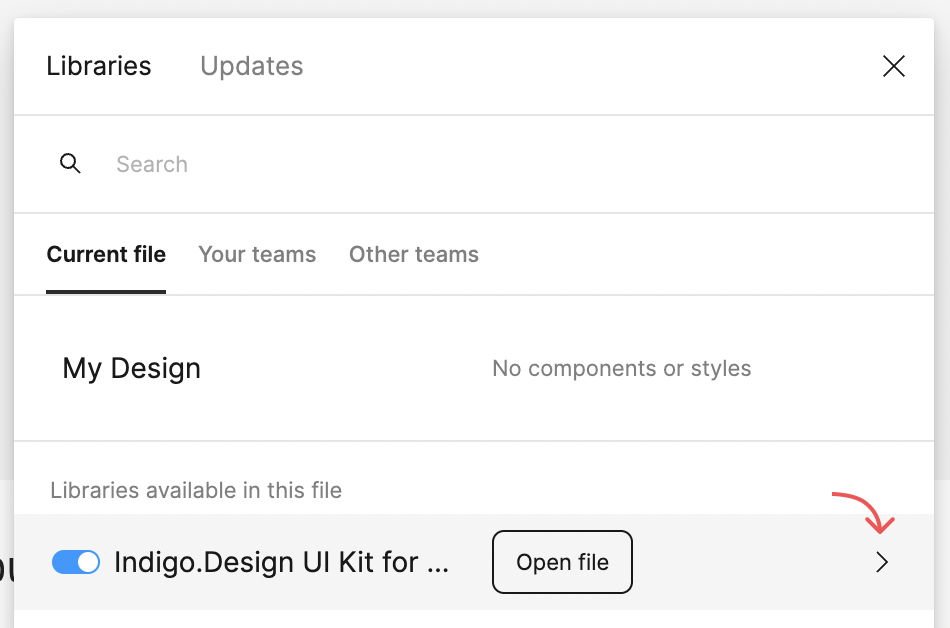 Libraries Updates
Search
Current file Your teams Other teams
My Design No components or styles
Libraries available in this file
Indigo.Design UI Kit for ... Open file